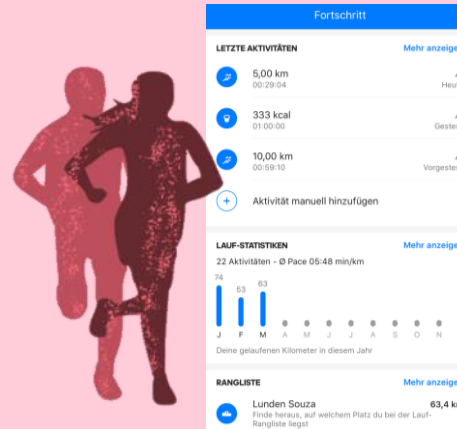 Fortschritt
LETZTE AKTIVITÄTEN Mehr anzeige
5,00 km
00:29:04 Heu
333 kcal
01:00:00 Geste
10,00 km
00:59:10 Vorgeste
Aktivität manuell hinzufügen
LAUF-STATISTIKEN Mehr anzeige
22 Aktivitäten - Ø Pace 05:48 min/km
74
53
63
J F M A M J J A S O N
Deine gelaufenen Kilometer in diesem Jahr
RANGLISTE Mehr anzeige
Lunden Souza 63,4 k
Finde heraus, auf welchem Platz du bei der Lauf-
Rangliste liegst